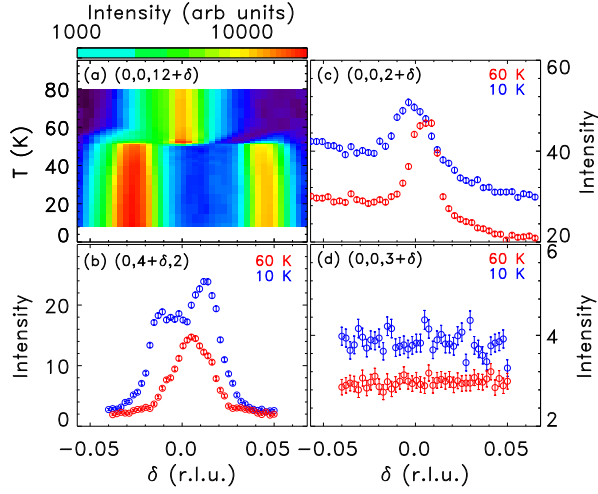 Intensity (arb units)
1000 10000
(a) (0,0,12+δ)
80
60
40
20
0
T (K)
(c) (0,0,2+δ)
60 K
10 K
60
40
20
Intensity
(b) (0,4+δ,2)
60 K
10 K
20
10
0
Intensity
-0.05 0.0 0.05
δ (r.l.u.)
(d) (0,0,3+δ)
60 K
10 K
6
4
2
Intensity
-0.05 0.0 0.05
δ (r.l.u.)